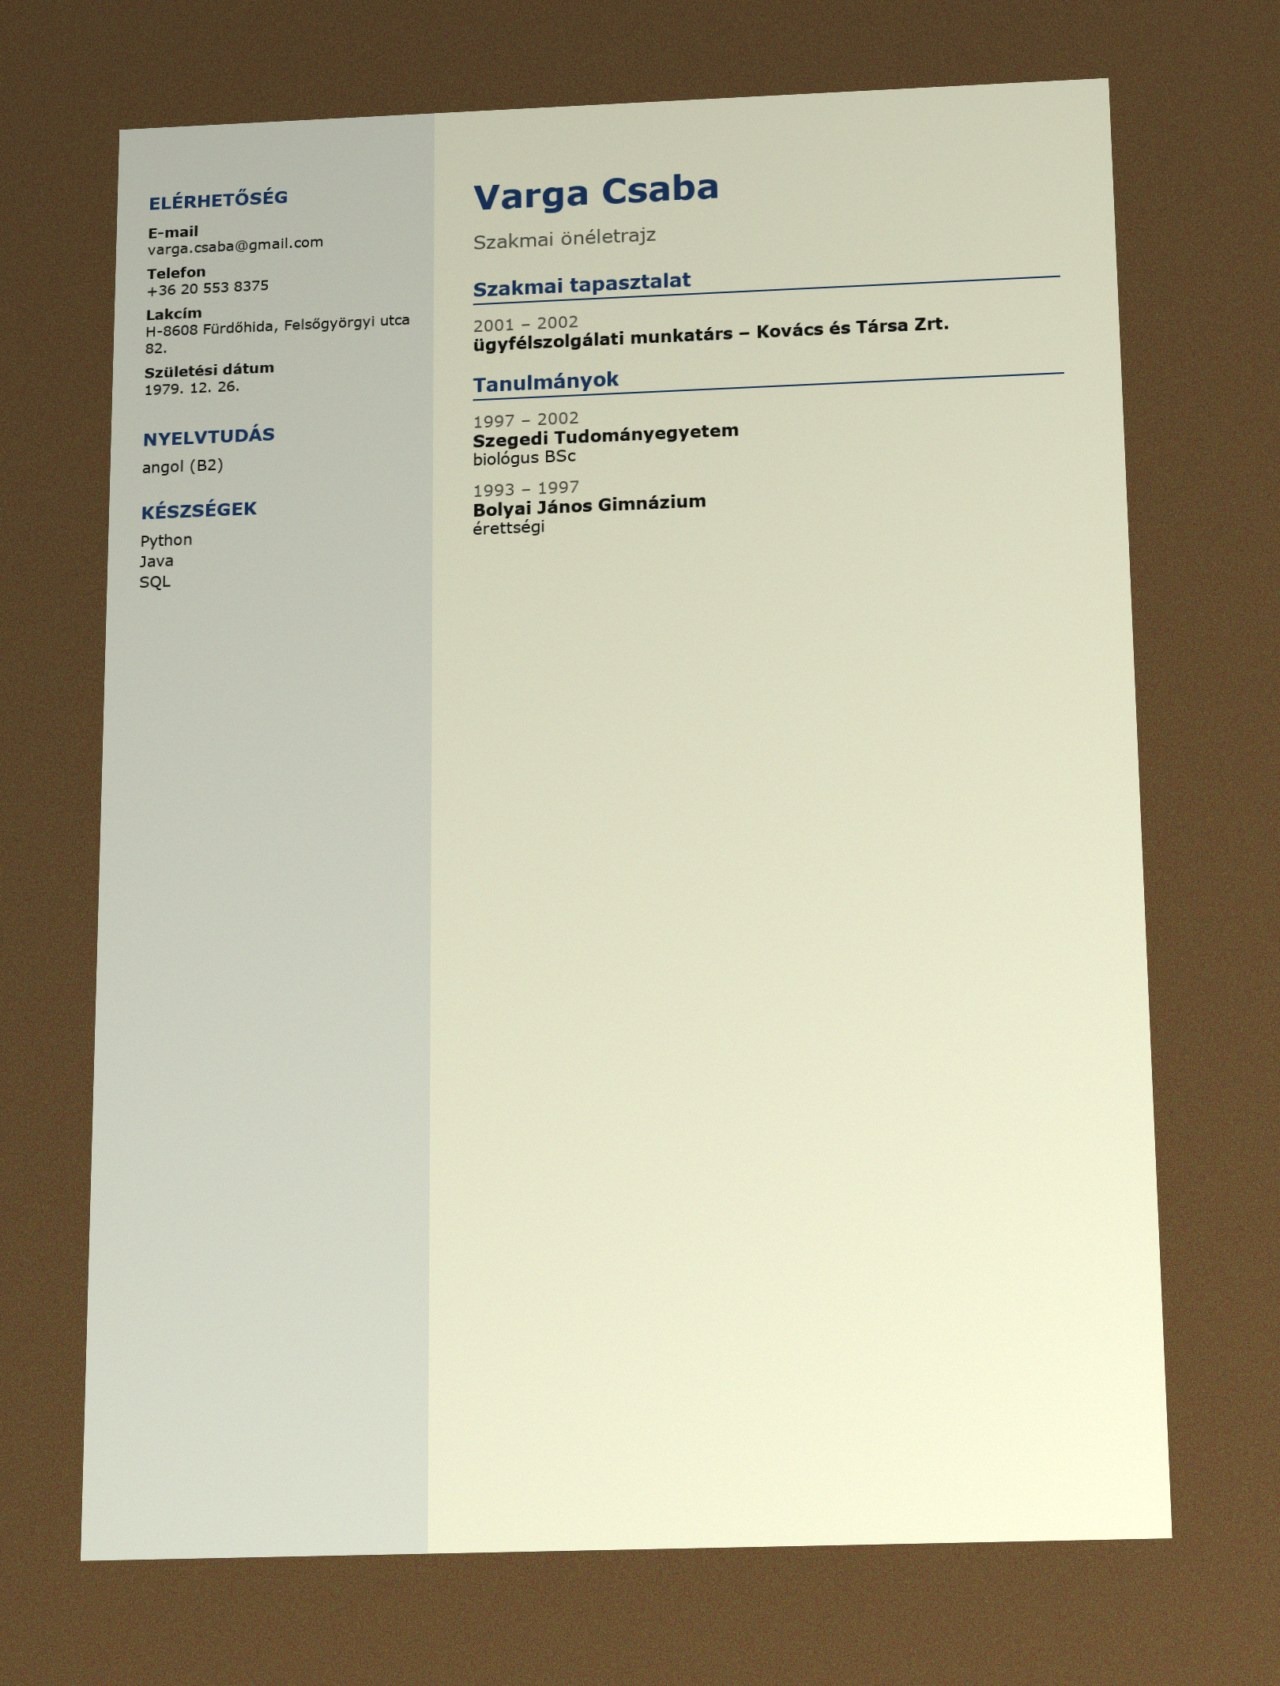 ELÉRHETŐSÉG
E-mail
varga.csaba@gmail.com
Telefon
+36 20 553 8375
Lakcím
H-8608 Fürdőhida, Felsőgyörgyi utca
82.
Születési dátum
1979. 12. 26.
NYELVTUDÁS
angol (B2)
KÉSZSÉGEK
Python
Java
SQL
Varga Csaba
Szakmai önéletrajz
Szakmai tapasztalat
2001 – 2002
ügyfélszolgálati munkatárs – Kovács és Társa Zrt.
Tanulmányok
1997 – 2002
Szegedi Tudományegyetem
biológus BSc
1993 – 1997
Bolyai János Gimnázium
érettségi